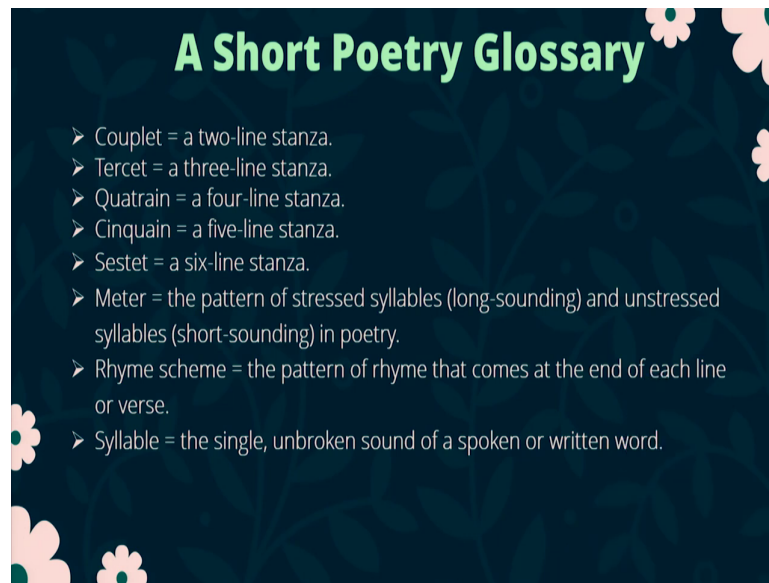 A Short Poetry Glossary
➢ Couplet = a two-line stanza.
➢ Tercet = a three-line stanza.
➢ Quatrain = a four-line stanza.
➢ Cinquain = a five-line stanza.
➢ Sestet = a six-line stanza.
➢ Meter = the pattern of stressed syllables (long-sounding) and unstressed
syllables (short-sounding) in poetry.
➢ Rhyme scheme = the pattern of rhyme that comes at the end of each line
or verse.
➢ Syllable = the single, unbroken sound of a spoken or written word.